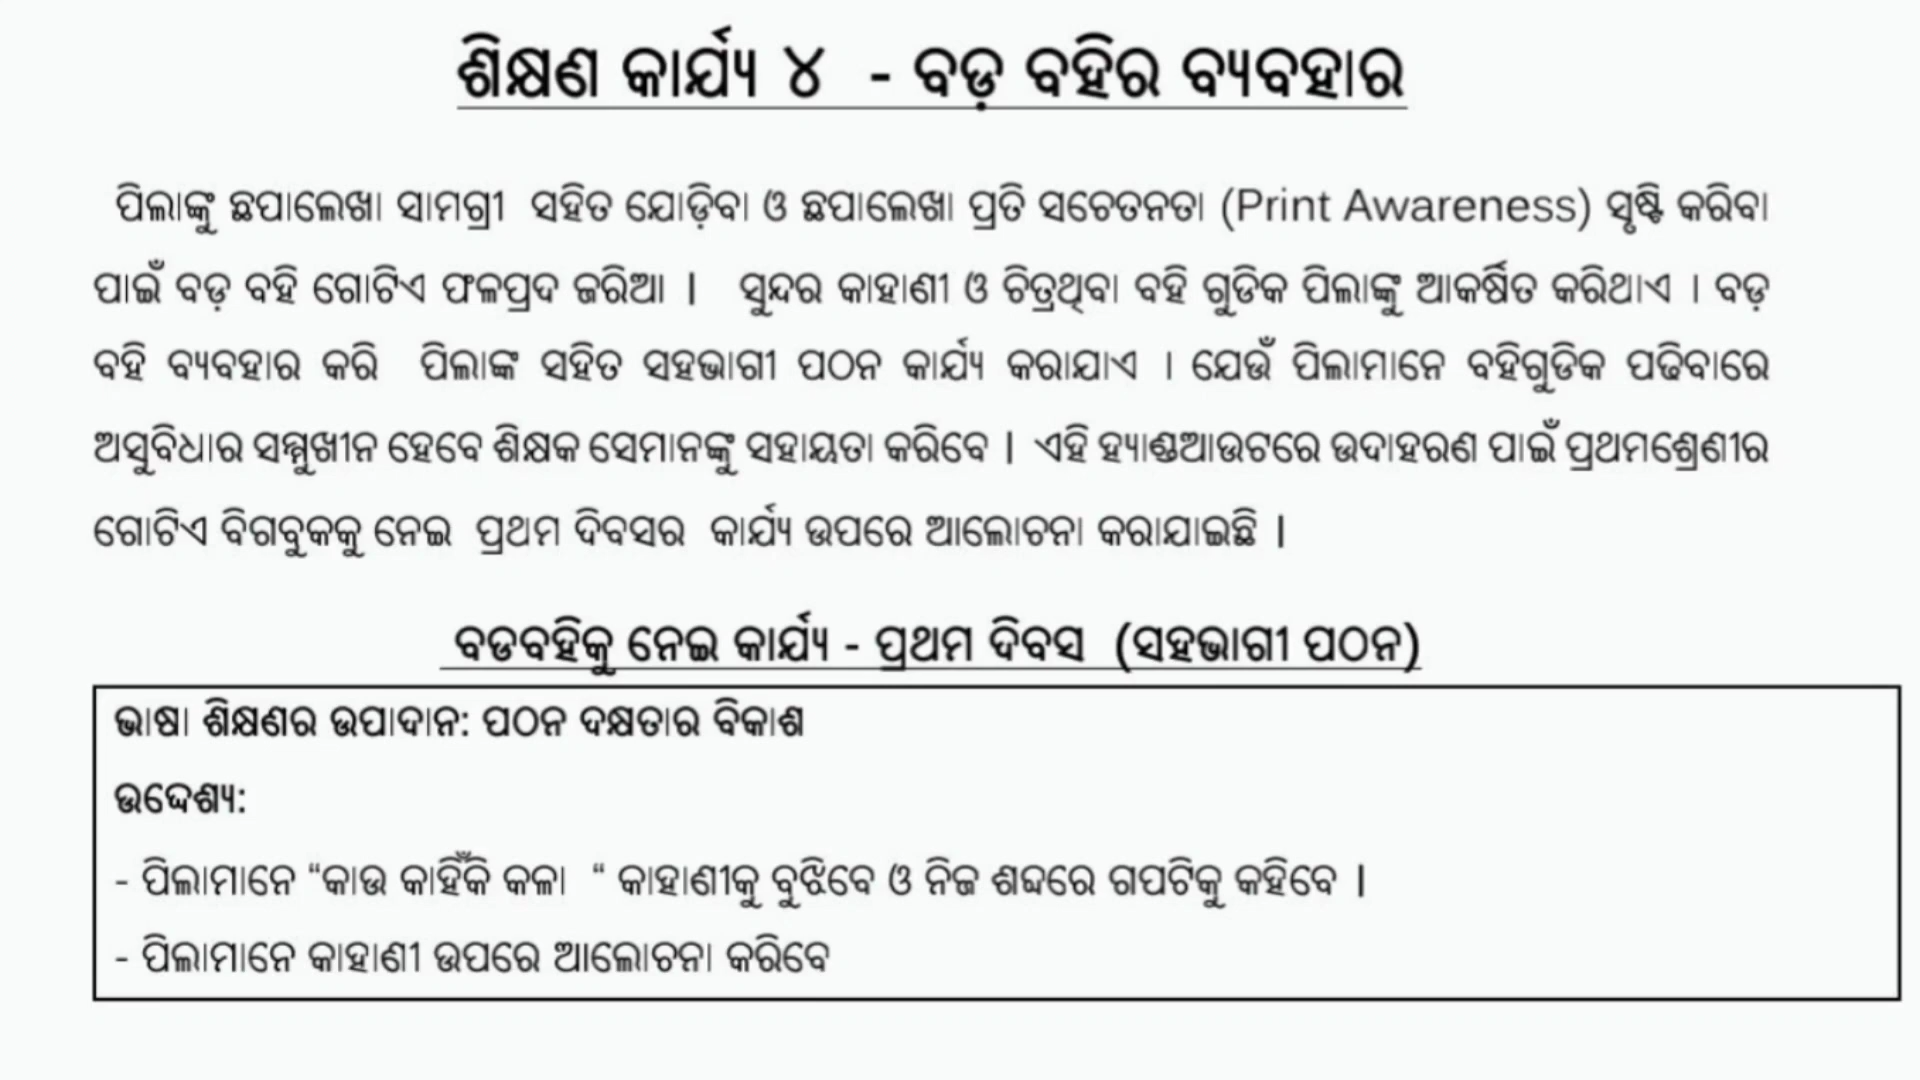 ଶିକ୍ଷଣ କାର୍ଯ୍ୟ ୪ - ବଡ଼ ବହିର ବ୍ୟବହାର
ପିଲାଙ୍କୁ ଛପାଲେଖା ସାମଗ୍ରୀ ସହିତ ଯୋଡ଼ିବା ଓ ଛପାଲେଖା ପ୍ରତି ସଚେତନତା (Print Awareness) ସୃଷ୍ଟି କରିବା
ପାଇଁ ବଡ଼ ବହି ଗୋଟିଏ ଫଳପ୍ରଦ ଜରିଆ । ସୁନ୍ଦର କାହାଣୀ ଓ ଚିତ୍ରଥିବା ବହି ଗୁଡିକ ପିଲାଙ୍କୁ ଆକର୍ଷିତ କରିଥାଏ । ବଡ଼
ବହି ବ୍ୟବହାର କରି ପିଲାଙ୍କ ସହିତ ସହଭାଗୀ ପଠନ କାର୍ଯ୍ୟ କରାଯାଏ । ଯେଉଁ ପିଲାମାନେ ବହିଗୁଡିକ ପଢିବାରେ
ଅସୁବିଧାର ସମ୍ମୁଖୀନ ହେବେ ଶିକ୍ଷକ ସେମାନଙ୍କୁ ସହାୟତା କରିବେ । ଏହି ହ୍ୟାଣ୍ଡଆଉଟରେ ଉଦାହରଣ ପାଇଁ ପ୍ରଥମଶ୍ରେଣୀର
ଗୋଟିଏ ବିଗବୁକକୁ ନେଇ ପ୍ରଥମ ଦିବସର କାର୍ଯ୍ୟ ଉପରେ ଆଲୋଚନା କରାଯାଇଛି ।
ବଡବହିକୁ ନେଇ କାର୍ଯ୍ୟ - ପ୍ରଥମ ଦିବସ (ସହଭାଗୀ ପଠନ)
ଭାଷା ଶିକ୍ଷଣର ଉପାଦାନ: ପଠନ ଦକ୍ଷତାର ବିକାଶ
ଉଦ୍ଦେଶ୍ୟ:
- ପିଲାମାନେ “କାଉ କାହିଁକି କଳା “ କାହାଣୀକୁ ବୁଝିବେ ଓ ନିଜ ଶବ୍ଦରେ ଗପଟିକୁ କହିବେ ।
- ପିଲାମାନେ କାହାଣୀ ଉପରେ ଆଲୋଚନା କରିବେ